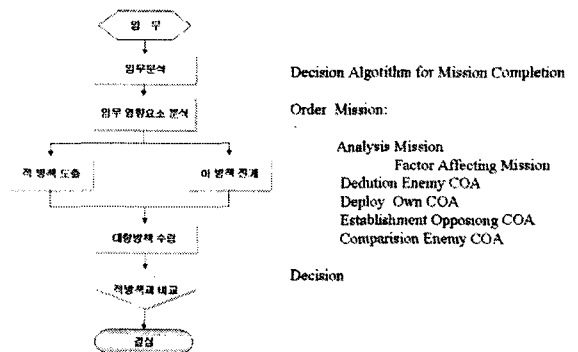 임 무
임무분석
임무 영향요소 분석
적 방책 도출
아 방책 전개
대항방책 수립
적방책과 비교
결심
Decision Algotithm for Mission Completion
Order Mission:
Analysis Mission
Factor Affecting Mission
Dedution Enemy COA
Deploy Own COA
Establishment Opposiong COA
Comparision Enemy COA
Decision